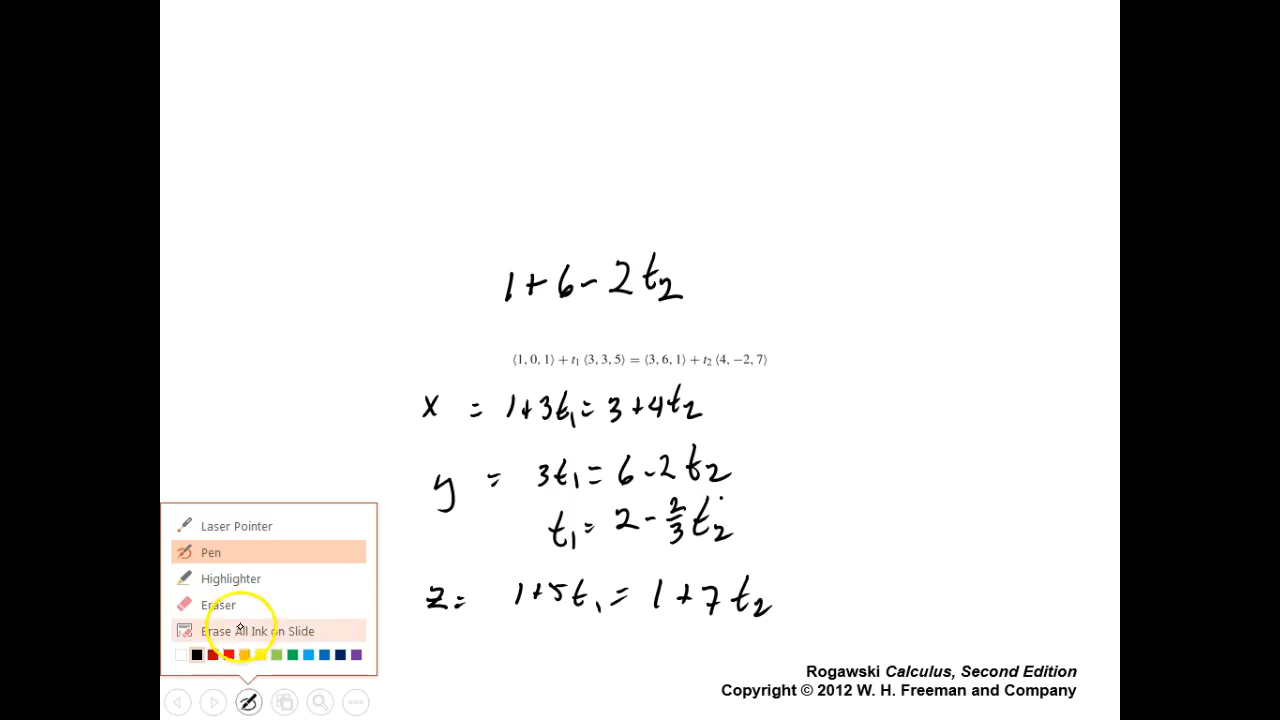 1+6-2t₂
⟨1, 0, 1⟩ + t₁ ⟨3, 3, 5⟩ = ⟨3, 6, 1⟩ + t₂ ⟨4, −2, 7⟩
x = 1+3t₁ = 3+4t₂
y = 3t₁ = 6-2t₂
t₁ = 2 - 2/3 t₂
z = 1+5t₁ = 1+7t₂
Laser Pointer
Pen
Highlighter
Eraser
Erase All Ink on Slide
Rogawski Calculus, Second Edition
Copyright © 2012 W. H. Freeman and Company